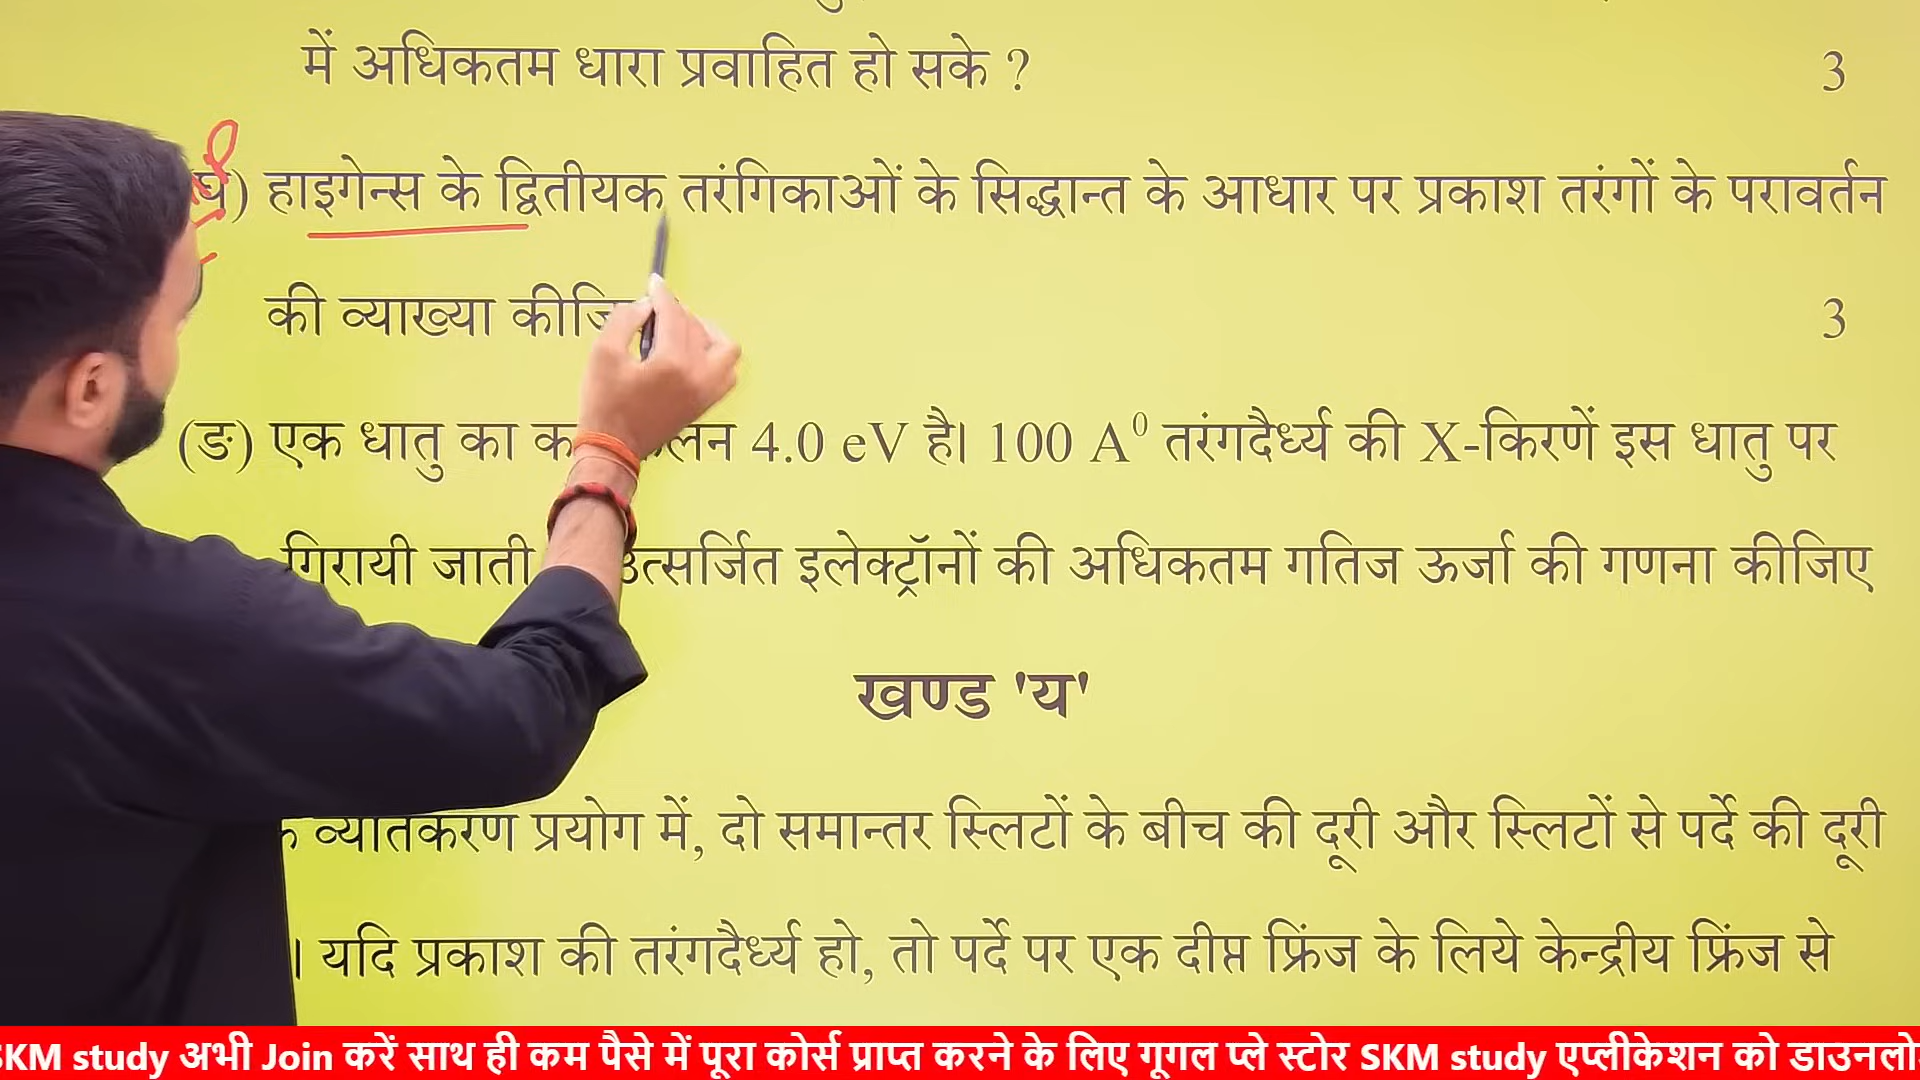 में अधिकतम धारा प्रवाहित हो सके ? 3
(घ) हाइगेन्स के द्वितीयक तरंगिकाओं के सिद्धान्त के आधार पर प्रकाश तरंगों के परावर्तन
की व्याख्या 3
(ङ) एक धातु का 4.0 eV है। 100 A⁰ तरंगदैर्ध्य की X-किरणें इस धातु पर
गिरायी जाती उत्सर्जित इलेक्ट्रॉनों की अधिकतम गतिज ऊर्जा की गणना कीजिए
खण्ड 'य'
व्यतिकरण प्रयोग में, दो समान्तर स्लिटों के बीच की दूरी और स्लिटों से पर्दे की दूरी
। यदि प्रकाश की तरंगदैर्ध्य हो, तो पर्दे पर एक दीप्त फ्रिंज के लिये केन्द्रीय फ्रिंज से
SKM study अभी Join करें साथ ही कम पैसे में पूरा कोर्स प्राप्त करने के लिए गूगल प्ले स्टोर SKM study एप्लीकेशन को